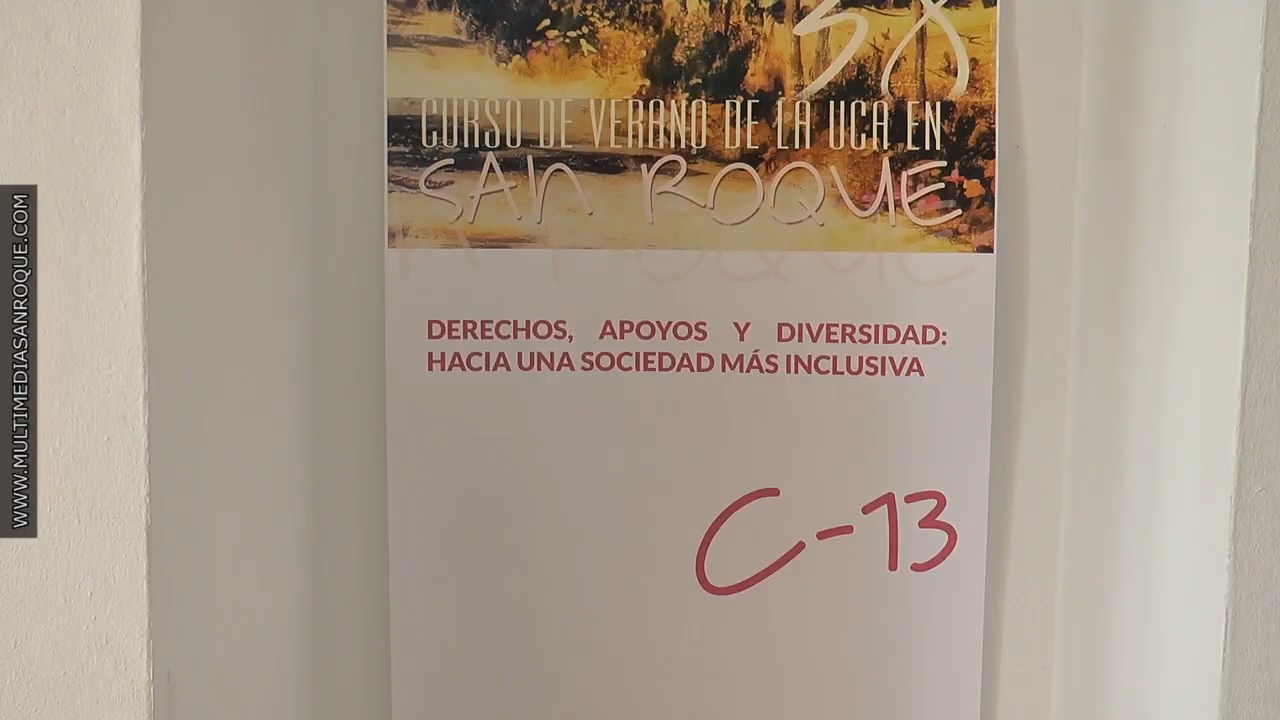 CURSO DE VERANO DE LA UCA EN
SAN ROQUE
DERECHOS, APOYOS Y DIVERSIDAD:
HACIA UNA SOCIEDAD MÁS INCLUSIVA
C-13
WWW.MULTIMEDIASANROQUE.COM